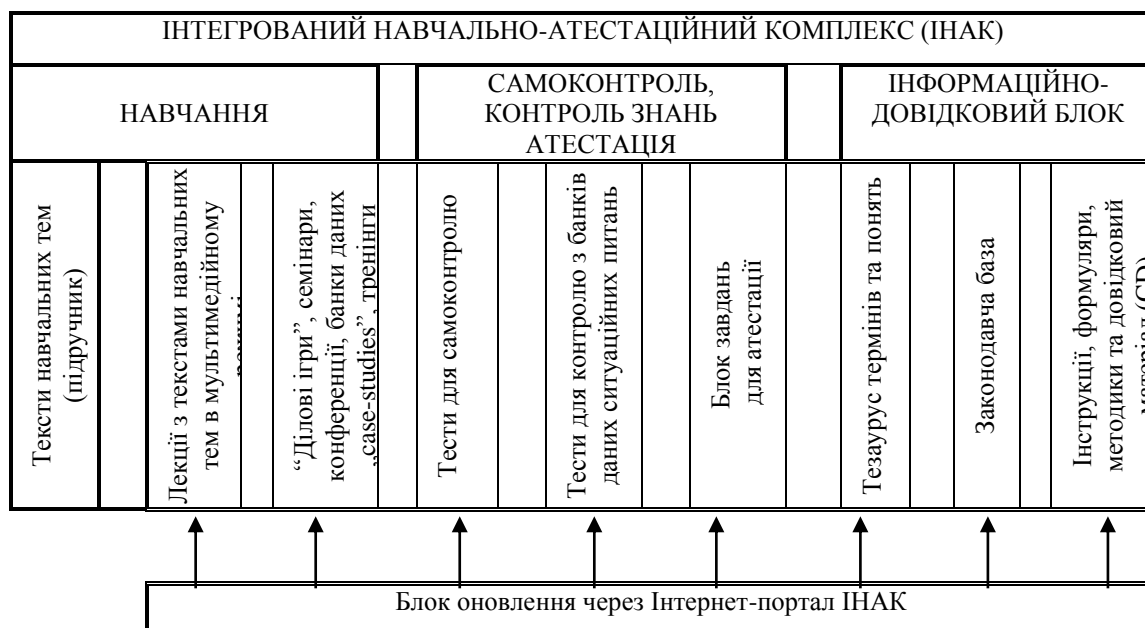 ІНТЕГРОВАНИЙ НАВЧАЛЬНО-АТЕСТАЦІЙНИЙ КОМПЛЕКС (ІНАК)
НАВЧАННЯ
САМОКОНТРОЛЬ,
КОНТРОЛЬ ЗНАНЬ
АТЕСТАЦІЯ
ІНФОРМАЦІЙНО-
ДОВІДКОВИЙ БЛОК
Тексти навчальних тем
(підручник)
Лекції з текстами навчальних
тем в мультимедійному
“Ділові ігри”, семінари,
конференції, банки даних
„case-studies”, тренінги
Тести для самоконтролю
Тести для контролю з банків
даних ситуаційних питань
Блок завдань
для атестації
Тезаурус термінів та понять
Законодавча база
Інструкції, формуляри,
методики та довідковий
матеріал (CD)
Блок оновлення через Інтернет-портал ІНАК